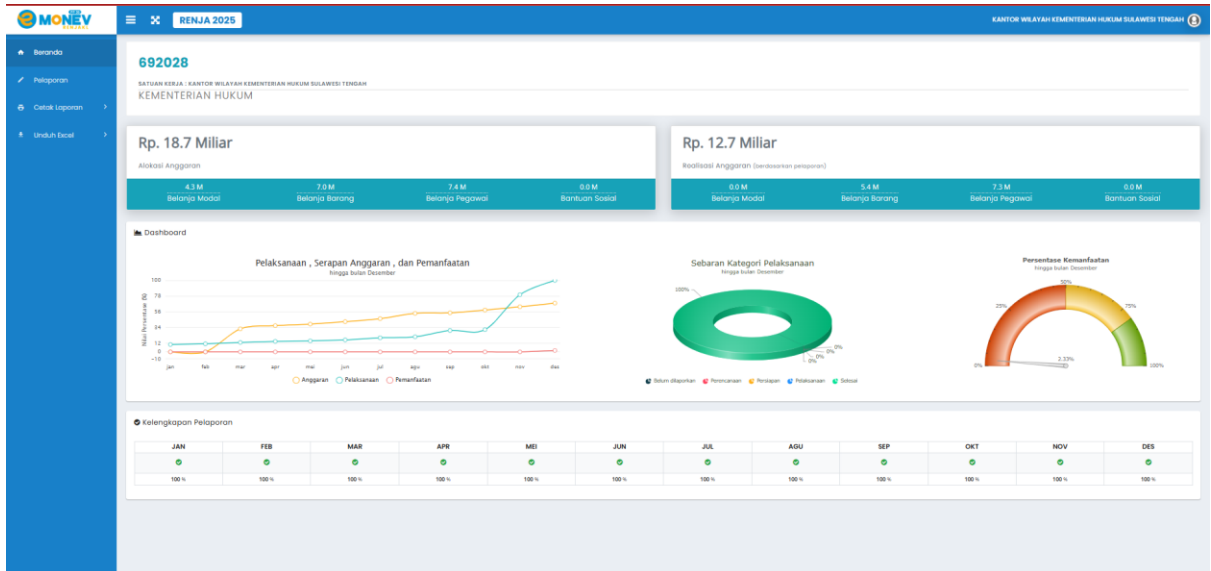 e MONEV
RENJA KL
RENJA 2025
KANTOR WILAYAH KEMENTERIAN HUKUM SULAWESI TENGAH
Beranda
Pelaporan
Cetak Laporan
Unduh Excel
692028
SATUAN KERJA : KANTOR WILAYAH KEMENTERIAN HUKUM SULAWESI TENGAH
KEMENTERIAN HUKUM
Rp. 18.7 Miliar
Alokasi Anggaran
4.3 M 7.0 M 7.4 M 0.0 M
Belanja Modal Belanja Barang Belanja Pegawai Bantuan Sosial
Rp. 12.7 Miliar
Realisasi Anggaran (berdasarkan pelaporan)
0.0 M 5.4 M 7.3 M 0.0 M
Belanja Modal Belanja Barang Belanja Pegawai Bantuan Sosial
Dashboard
Pelaksanaan , Serapan Anggaran , dan Pemanfaatan
hingga bulan Desember
Nilai Persentase (%)
100
78
56
34
12
0
-10
jan feb mar apr mei jun jul agu sep okt nov des
Anggaran Pelaksanaan Pemanfaatan
Sebaran Kategori Pelaksanaan
hingga bulan Desember
100%
0%
0%
0%
0%
Belum dilaporkan Perencanaan Persiapan Pelaksanaan Selesai
Persentase Kemanfaatan
hingga bulan Desember
50%
25% 75%
2.33%
0% 100%
Kelengkapan Pelaporan
JAN FEB MAR APR MEI JUN JUL AGU SEP OKT NOV DES
100 % 100 % 100 % 100 % 100 % 100 % 100 % 100 % 100 % 100 % 100 % 100 %